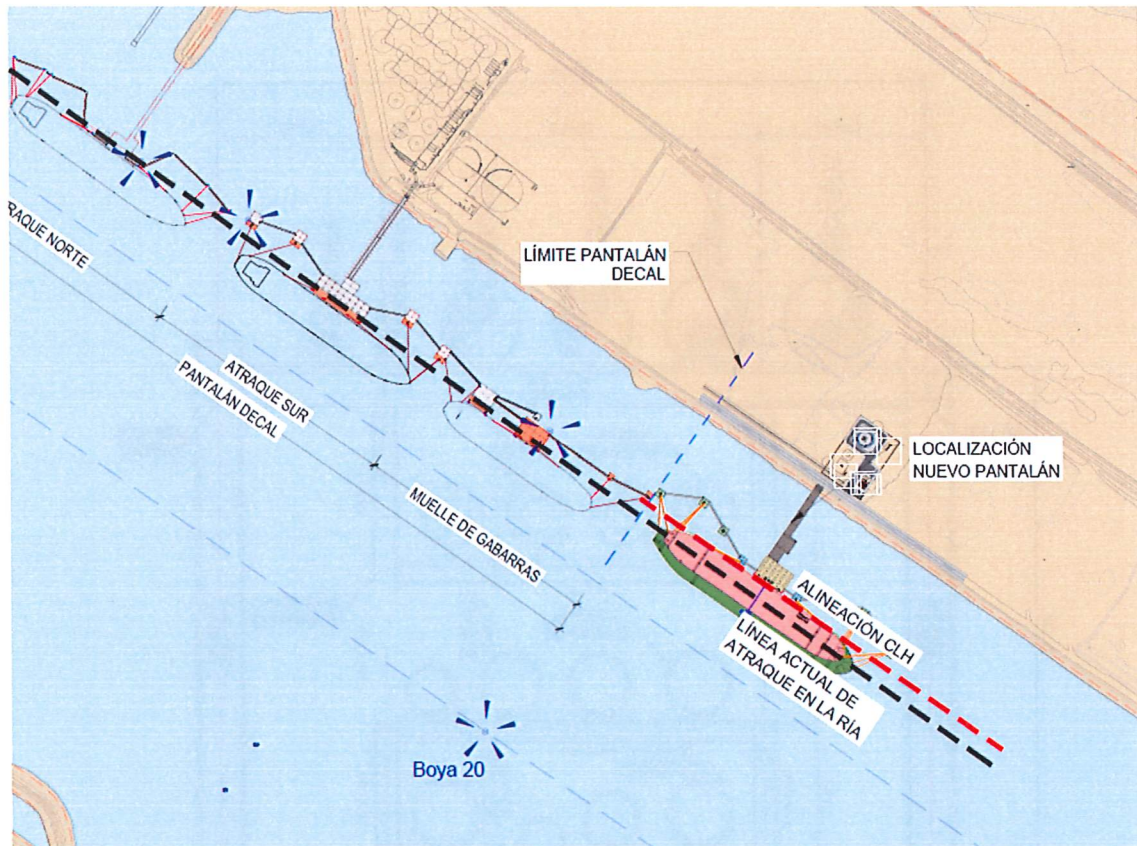 RAQUE NORTE
LÍMITE PANTALÁN
DECAL
ATRAQUE SUR
PANTALÁN DECAL
MUELLE DE GABARRAS
LOCALIZACIÓN
NUEVO PANTALÁN
ALINEACIÓN CLH
LÍNEA ACTUAL DE
ATRAQUE EN LA RÍA
Boya 20